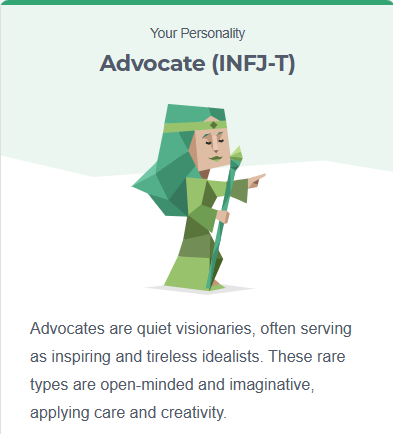 Your Personality
Advocate (INFJ-T)
Advocates are quiet visionaries, often serving
as inspiring and tireless idealists. These rare
types are open-minded and imaginative,
applying care and creativity.